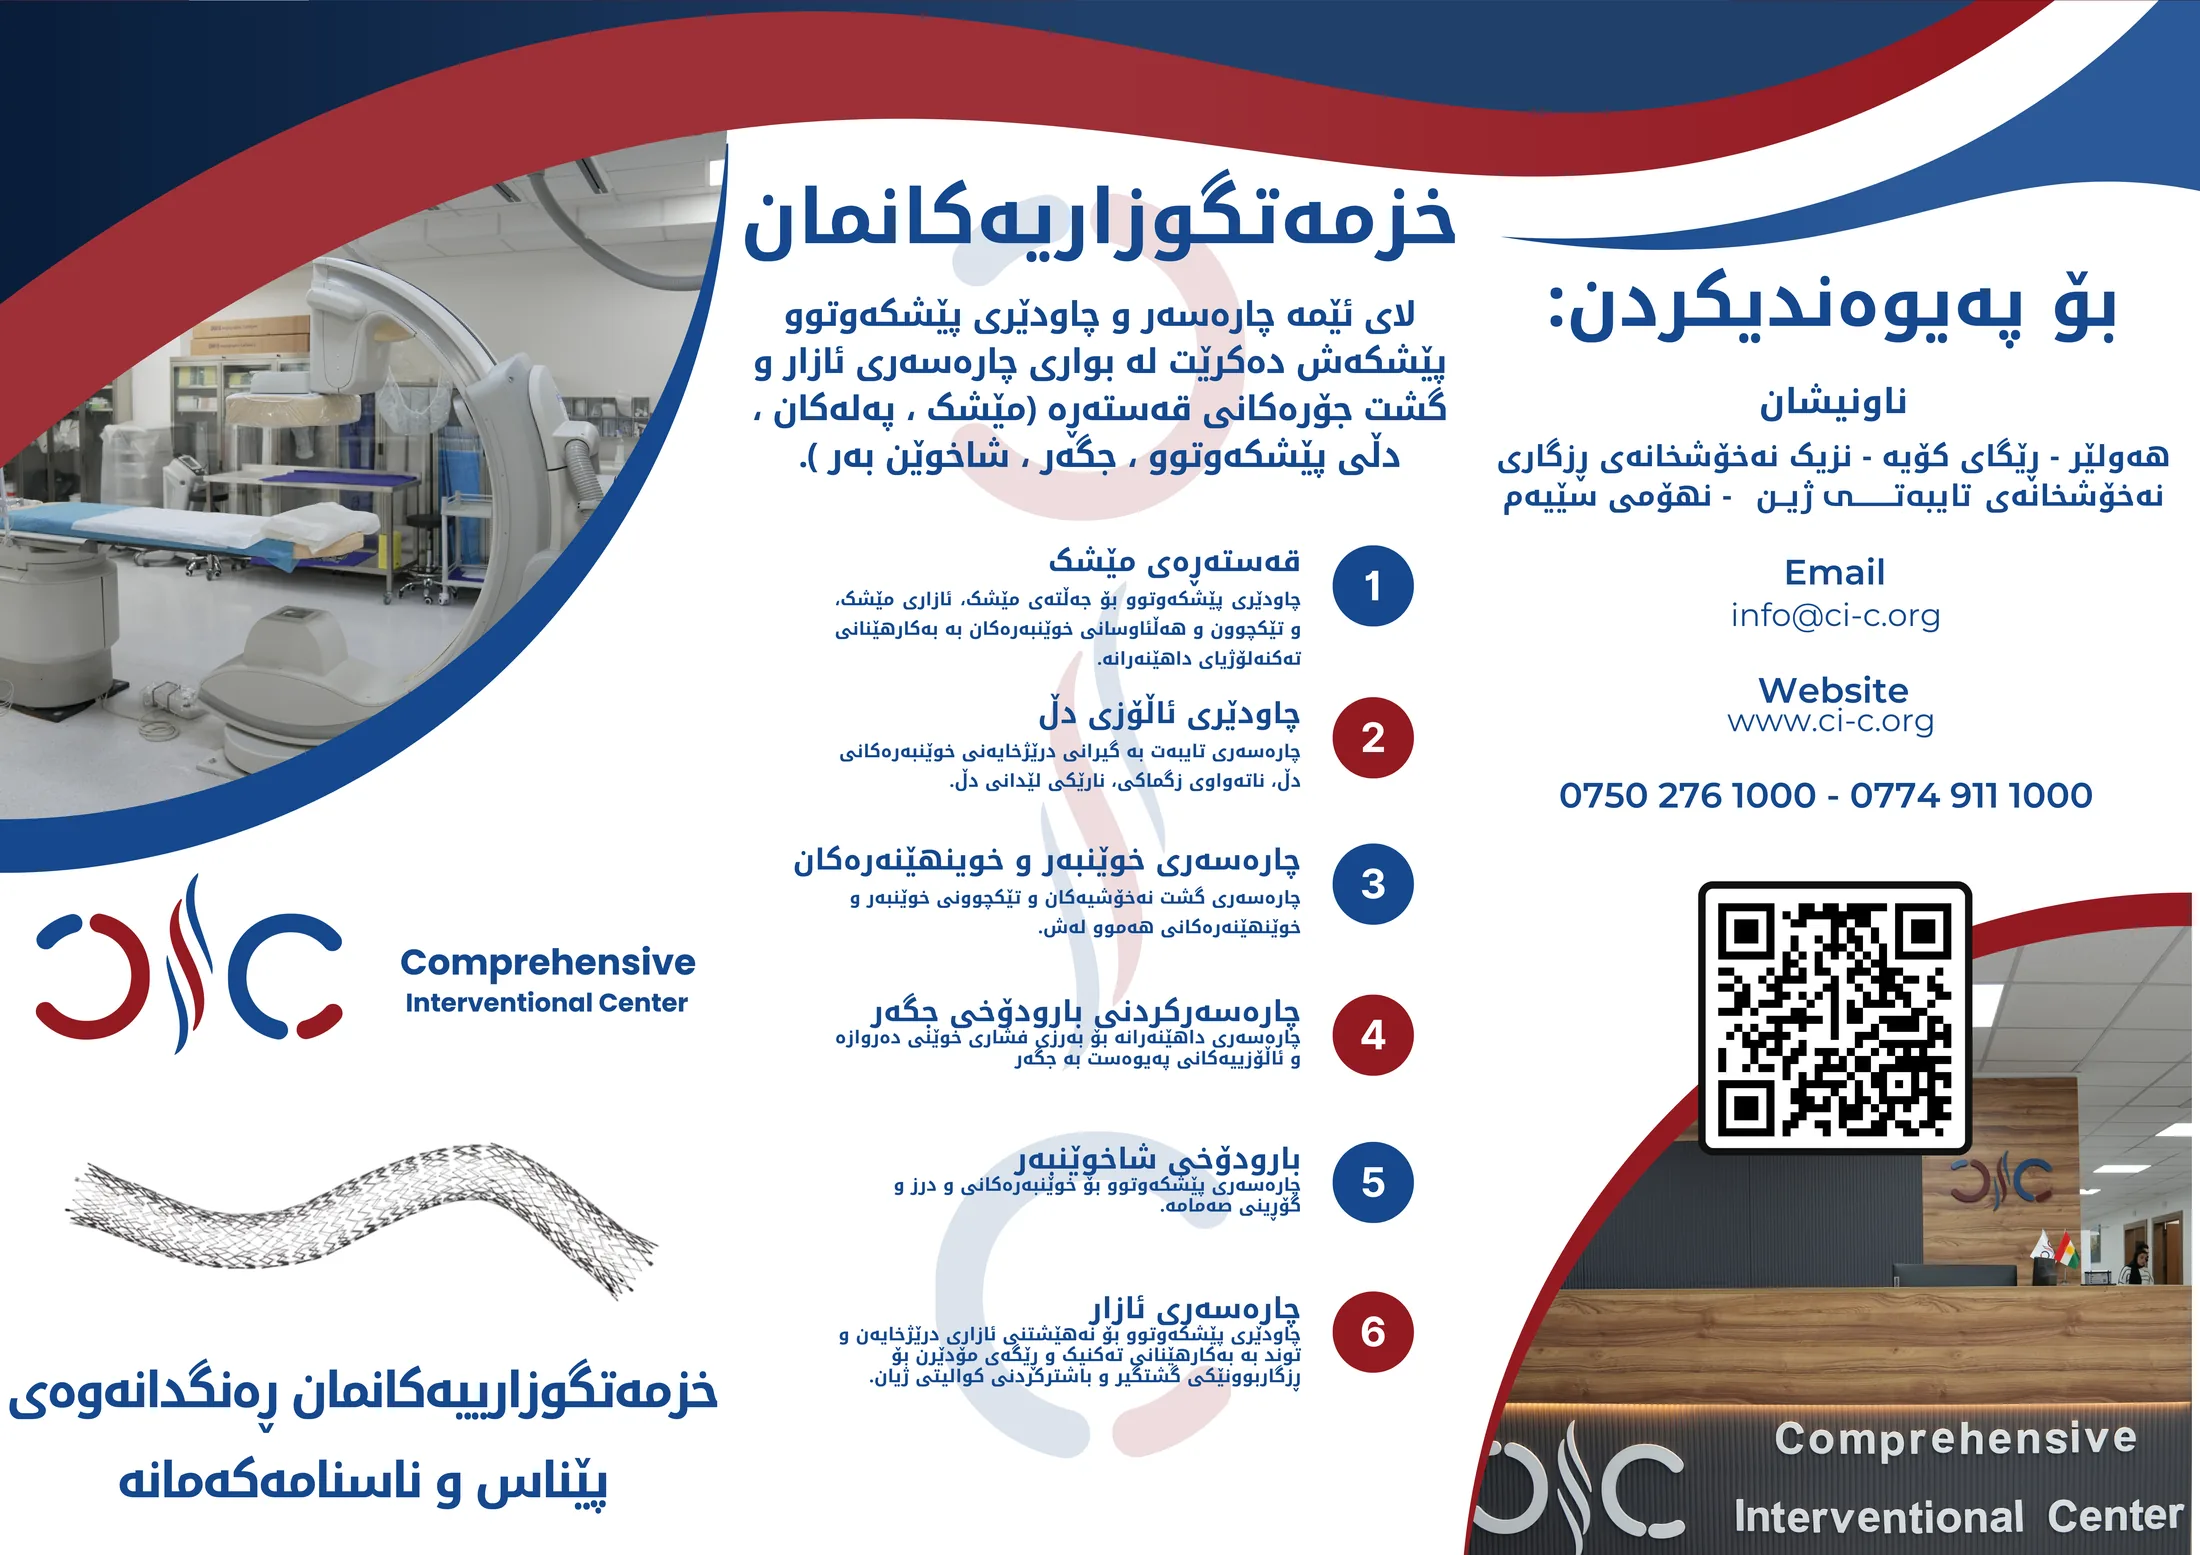 خزمەتگوزاریەکانمان
لای ئێمە چارەسەر و چاودێری پێشکەوتوو
پێشکەش دەکرێت لە بواری چارەسەری ئازار و
گشت جۆرەکانی قەستەرە (مێشک ، پەلەکان ،
دڵی پێشکەوتوو ، جگەر ، شاخوێن بەر ).
1
قەستەڕەی مێشک
چاودێری پێشکەوتوو بۆ جەڵتەی مێشک، ئازاری مێشک،
و تێکچوون و هەڵئاوسانی خوێنبەرەکان بە بەکارهێنانی
تەکنەلۆژیای داهێنەرانە.
2
چاودێری ئاڵۆزی دڵ
چارەسەری تایبەت بە گیرانی درێژخایەنی خوێنبەرەکانی
دڵ، ناتەواوی زگماکی، نارێکی لێدانی دڵ.
3
چارەسەری خوێنبەر و خوینهێنەرەکان
چارەسەری گشت نەخۆشیەکان و تێکچوونی خوێنبەر و
خوێنهێنەرەکانی هەموو لەش.
4
چارەسەرکردنی بارودۆخی جگەر
چارەسەری داهێنەرانە بۆ بەرزی فشاری خوێنی دەروازە
و ئاڵۆزییەکانی پەیوەست بە جگەر
5
بارودۆخی شاخوێنبەر
چارەسەری پێشکەوتوو بۆ خوێنبەرەکانی و درز و
گۆڕینی صەمامە.
6
چارەسەری ئازار
چاودێری پێشکەوتوو بۆ نەهێشتنی ئازاری درێژخایەن و
توند بە بەکارهێنانی تەکنیک و ڕێگەی مۆدێرن بۆ
ڕزگاربوونێکی گشتگیر و باشترکردنی کوالیتی ژیان.
بۆ پەیوەندیکردن:
ناونیشان
هەولێر - ڕێگای کۆیە - نزیک نەخۆشخانەی ڕزگاری
نەخۆشخانەی تایبەتــــی ژیـن - نهۆمی سێیەم
Email
info@ci-c.org
Website
www.ci-c.org
0750 276 1000 - 0774 911 1000
Comprehensive
Interventional Center
Comprehensive
Interventional Center
خزمەتگوزارییەکانمان ڕەنگدانەوەی
پێناس و ناسنامەکەمانە